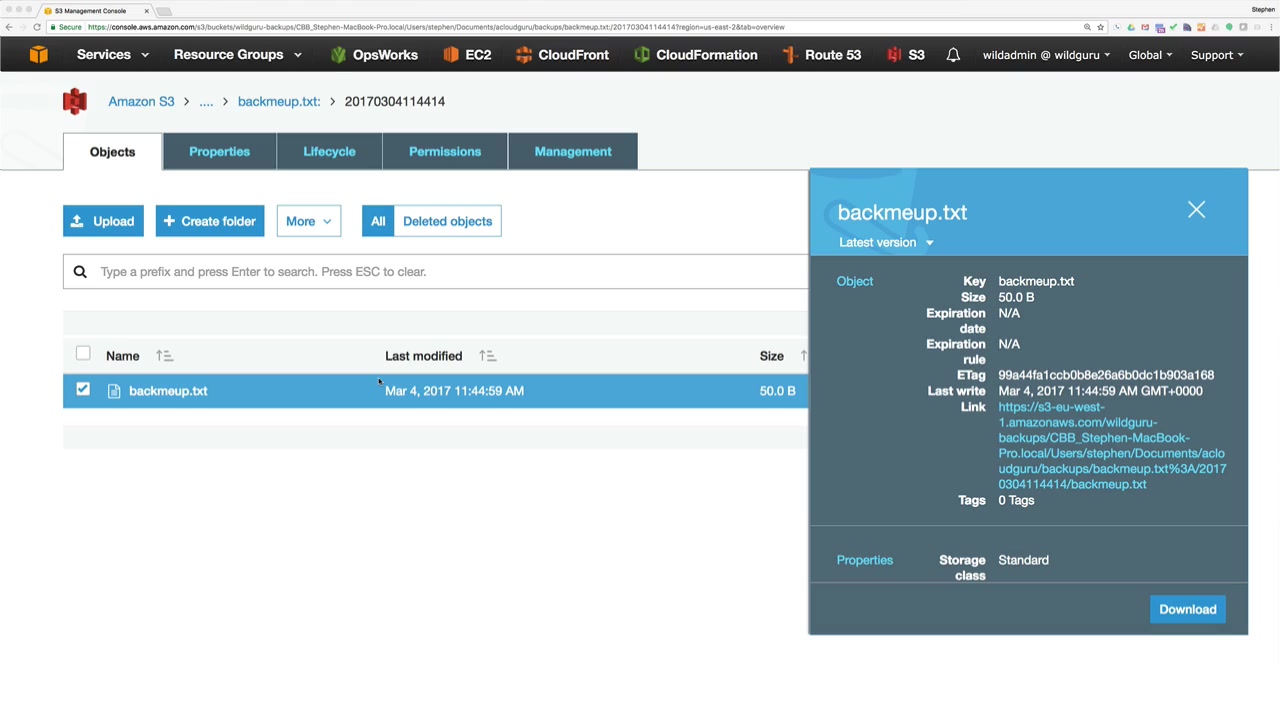 S3 Management Console
Stephen
Secure
https://console.aws.amazon.com/s3/buckets/wildguru-backups/CBB_Stephen-MacBook-Pro.local/Users/stephen/Documents/acloudguru/backups/backmeup.txt:/20170304114414?region=us-east-2&tab=overview
Services Resource Groups OpsWorks EC2 CloudFront CloudFormation Route 53 S3 wildadmin @ wildguru Global Support
Amazon S3 > .... > backmeup.txt: > 20170304114414
Objects Properties Lifecycle Permissions Management
Upload + Create folder More All Deleted objects
Type a prefix and press Enter to search. Press ESC to clear.
Name Last modified Size
backmeup.txt Mar 4, 2017 11:44:59 AM 50.0 B
backmeup.txt
Latest version
Object
Key backmeup.txt
Size 50.0 B
Expiration N/A
date
Expiration N/A
rule
ETag 99a44fa1ccb0b8e26a6b0dc1b903a168
Last write Mar 4, 2017 11:44:59 AM GMT+0000
Link https://s3-eu-west-
1.amazonaws.com/wildguru-
backups/CBB_Stephen-MacBook-
Pro.local/Users/stephen/Documents/aclo
udguru/backups/backmeup.txt%3A/2017
0304114414/backmeup.txt
Tags 0 Tags
Properties
Storage Standard
class
Download